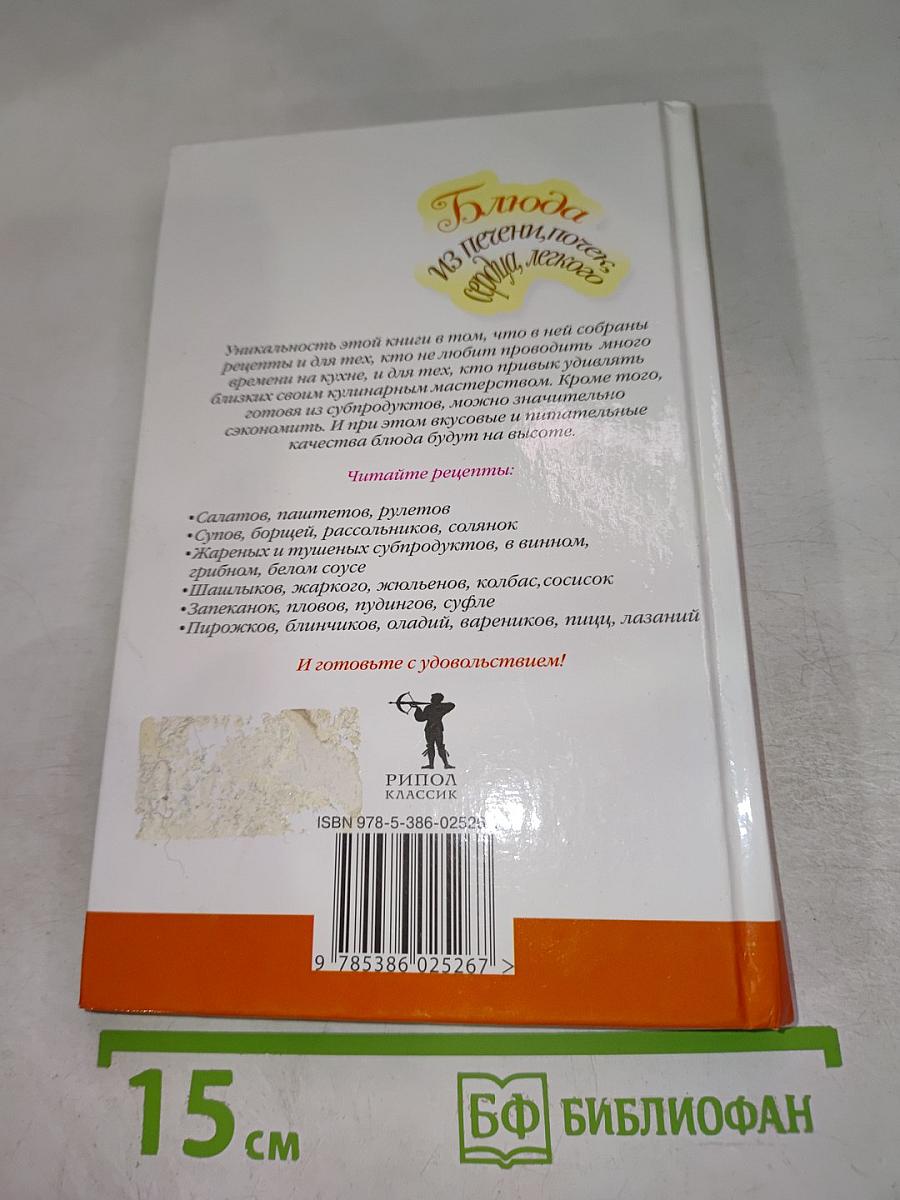 Блюда
из печени, почек,
сердца, легкого
Уникальность этой книги в том, что в ней собраны
рецепты и для тех, кто не любит проводить много
времени на кухне, и для тех, кто привык удивлять
близких своим кулинарным мастерством. Кроме того,
готовя из субпродуктов, можно значительно
сэкономить. И при этом вкусовые и питательные
качества блюда будут на высоте.
Читайте рецепты:
•Салатов, паштетов, рулетов
•Супов, борщей, рассольников, солянок
•Жареных и тушеных субпродуктов, в винном,
грибном, белом соусе
•Шашлыков, жаркого, жюльенов, колбас, сосисок
•Запеканок, пловов, пудингов, суфле
•Пирожков, блинчиков, оладий, вареников, пицц, лазаний
И готовьте с удовольствием!
РИПОЛ
КЛАССИК
ISBN 978-5-386-02526
9 785386 025267 >
15 см
БФ БИБЛИОФАН